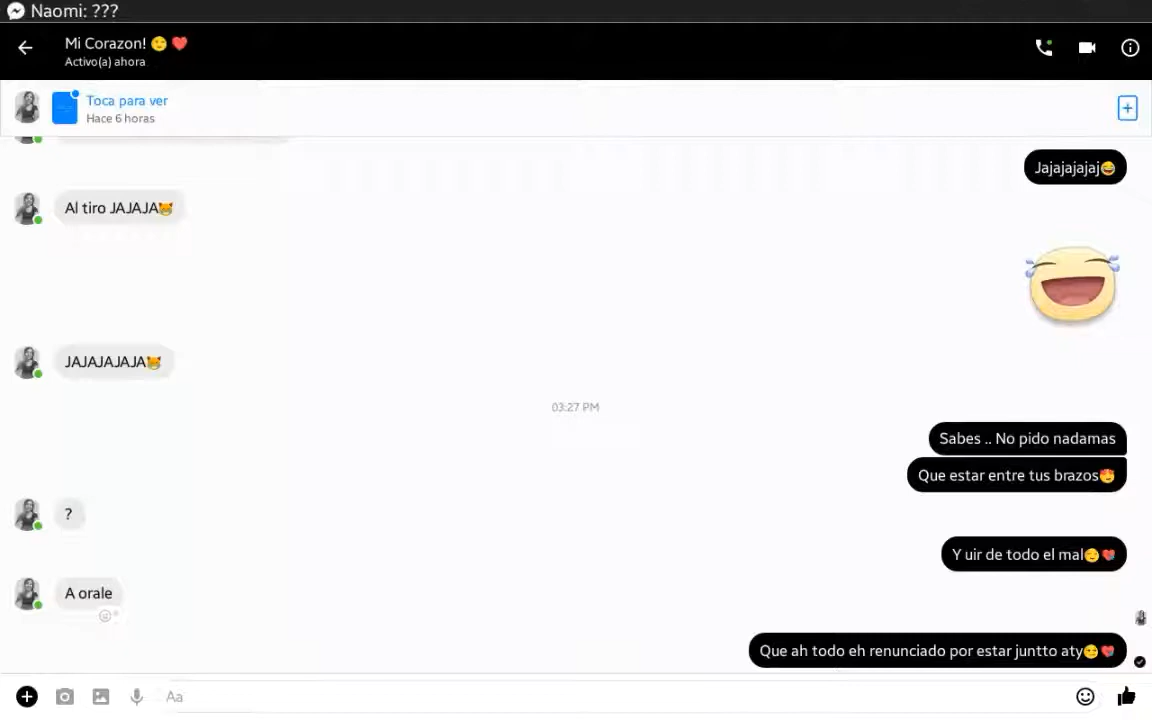 Naomi: ???
Mi Corazon! 😌 ❤️
Activo(a) ahora
Toca para ver
Hace 6 horas
Jajajajajaj😂
Al tiro JAJAJA😹
JAJAJAJAJA😹
03:27 PM
Sabes .. No pido nadamas
Que estar entre tus brazos🥰
?
Y uir de todo el mal😌❤️
A orale
Que ah todo eh renunciado por estar juntto aty😌❤️
Aa